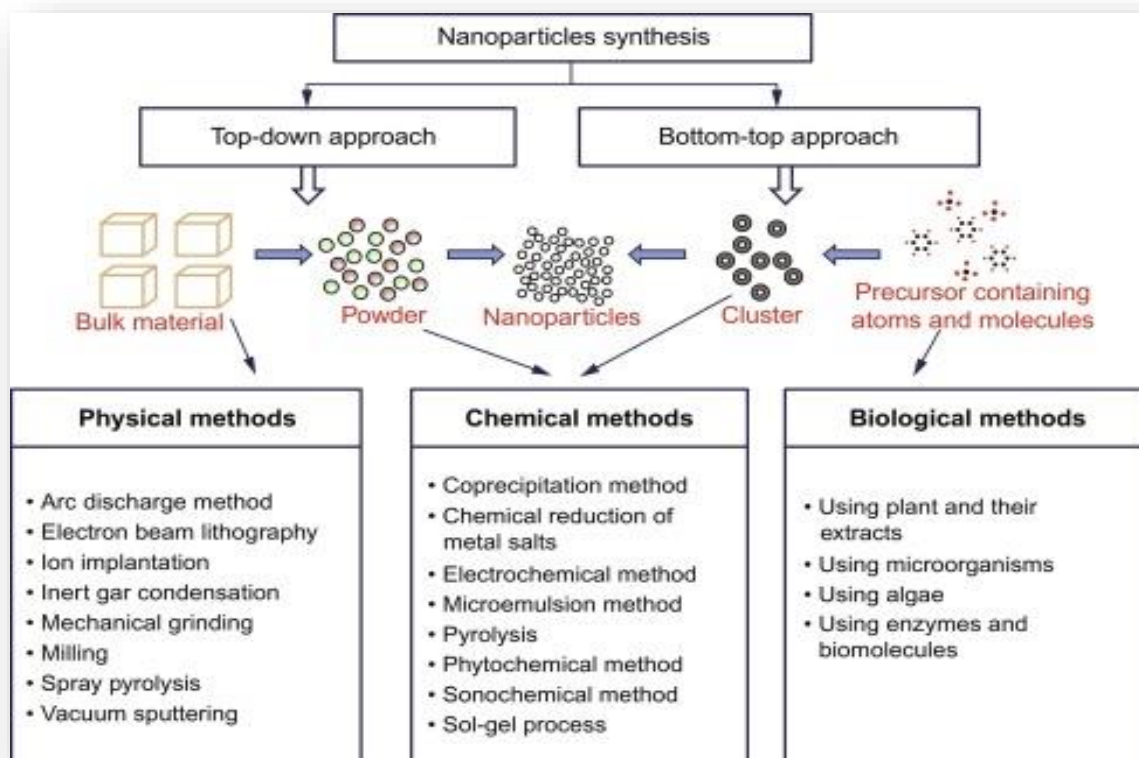 Nanoparticles synthesis
Top-down approach
Bottom-top approach
Bulk material
Powder
Nanoparticles
Cluster
Precursor containing
atoms and molecules
Physical methods
• Arc discharge method
• Electron beam lithography
• Ion implantation
• Inert gar condensation
• Mechanical grinding
• Milling
• Spray pyrolysis
• Vacuum sputtering
Chemical methods
• Coprecipitation method
• Chemical reduction of
metal salts
• Electrochemical method
• Microemulsion method
• Pyrolysis
• Phytochemical method
• Sonochemical method
• Sol-gel process
Biological methods
• Using plant and their
extracts
• Using microorganisms
• Using algae
• Using enzymes and
biomolecules